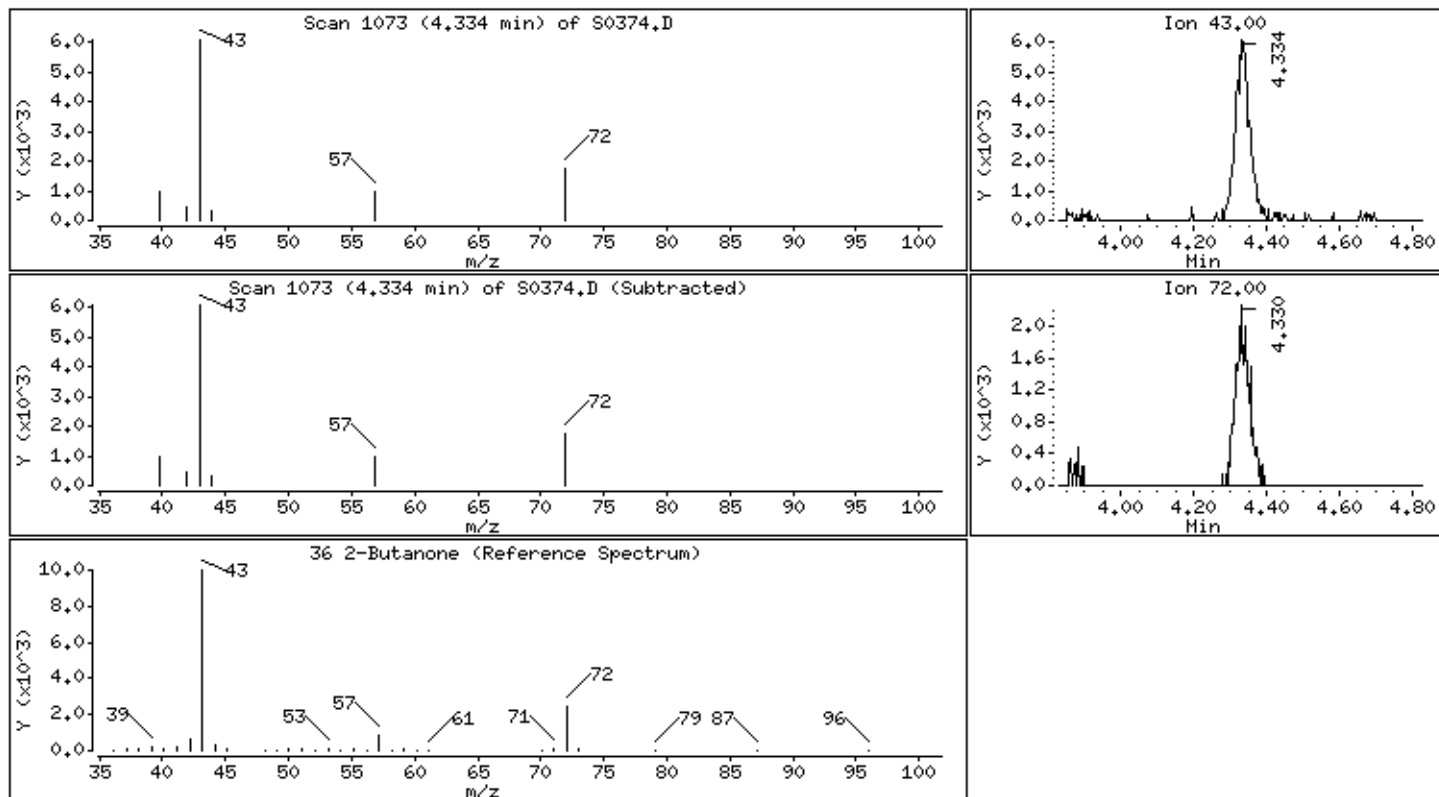 Scan 1073 (4.334 min) of S0374.D
Y (x10^3)
6.0
5.0
4.0
3.0
2.0
1.0
0.0
43
57
72
35 40 45 50 55 60 65 70 75 80 85 90 95 100
m/z
Ion 43.00
Y (x10^3)
6.0
5.0
4.0
3.0
2.0
1.0
0.0
4.334
4.00 4.20 4.40 4.60 4.80
Min
Scan 1073 (4.334 min) of S0374.D (Subtracted)
Y (x10^3)
6.0
5.0
4.0
3.0
2.0
1.0
0.0
43
57
72
35 40 45 50 55 60 65 70 75 80 85 90 95 100
m/z
Ion 72.00
Y (x10^3)
2.0
1.6
1.2
0.8
0.4
0.0
4.330
4.00 4.20 4.40 4.60 4.80
Min
36 2-Butanone (Reference Spectrum)
Y (x10^3)
10.0
8.0
6.0
4.0
2.0
0.0
39
43
53
57
61
71
72
79
87
96
35 40 45 50 55 60 65 70 75 80 85 90 95 100
m/z